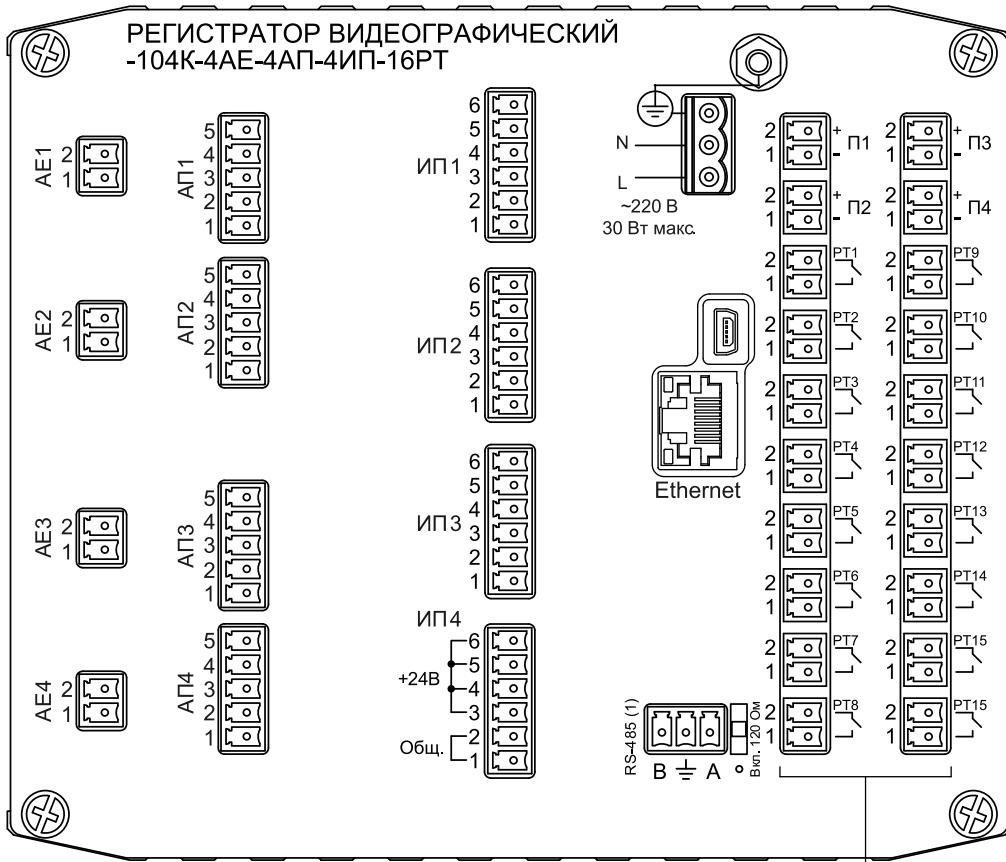 РЕГИСТРАТОР ВИДЕОГРАФИЧЕСКИЙ
-104К-4АЕ-4АП-4ИП-16РТ
АЕ1
2
1
АП1
5
4
3
2
1
ИП1
6
5
4
3
2
1
N
L
~220 В
30 Вт макс.
2
1
+
-
П1
2
1
+
-
П3
2
1
+
-
П2
2
1
+
-
П4
АЕ2
2
1
АП2
5
4
3
2
1
ИП2
6
5
4
3
2
1
Ethernet
2
1
РТ1
2
1
РТ9
2
1
РТ2
2
1
РТ10
2
1
РТ3
2
1
РТ11
2
1
РТ4
2
1
РТ12
АЕ3
2
1
АП3
5
4
3
2
1
ИП3
6
5
4
3
2
1
2
1
РТ5
2
1
РТ13
2
1
РТ6
2
1
РТ14
АЕ4
2
1
АП4
5
4
3
2
1
ИП4
+24В
Общ.
6
5
4
3
2
1
RS-485 (1)
B
A
Вкл. 120 Ом
2
1
РТ7
2
1
РТ15
2
1
РТ8
2
1
РТ15